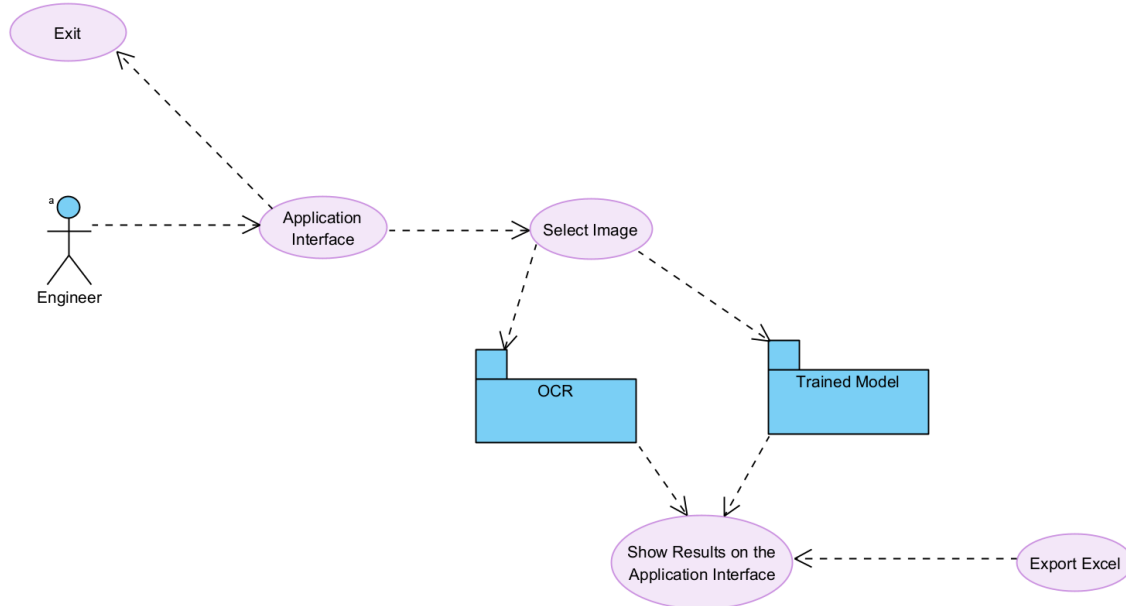 Exit
a
Engineer
Application
Interface
Select Image
OCR
Trained Model
Show Results on the
Application Interface
Export Excel